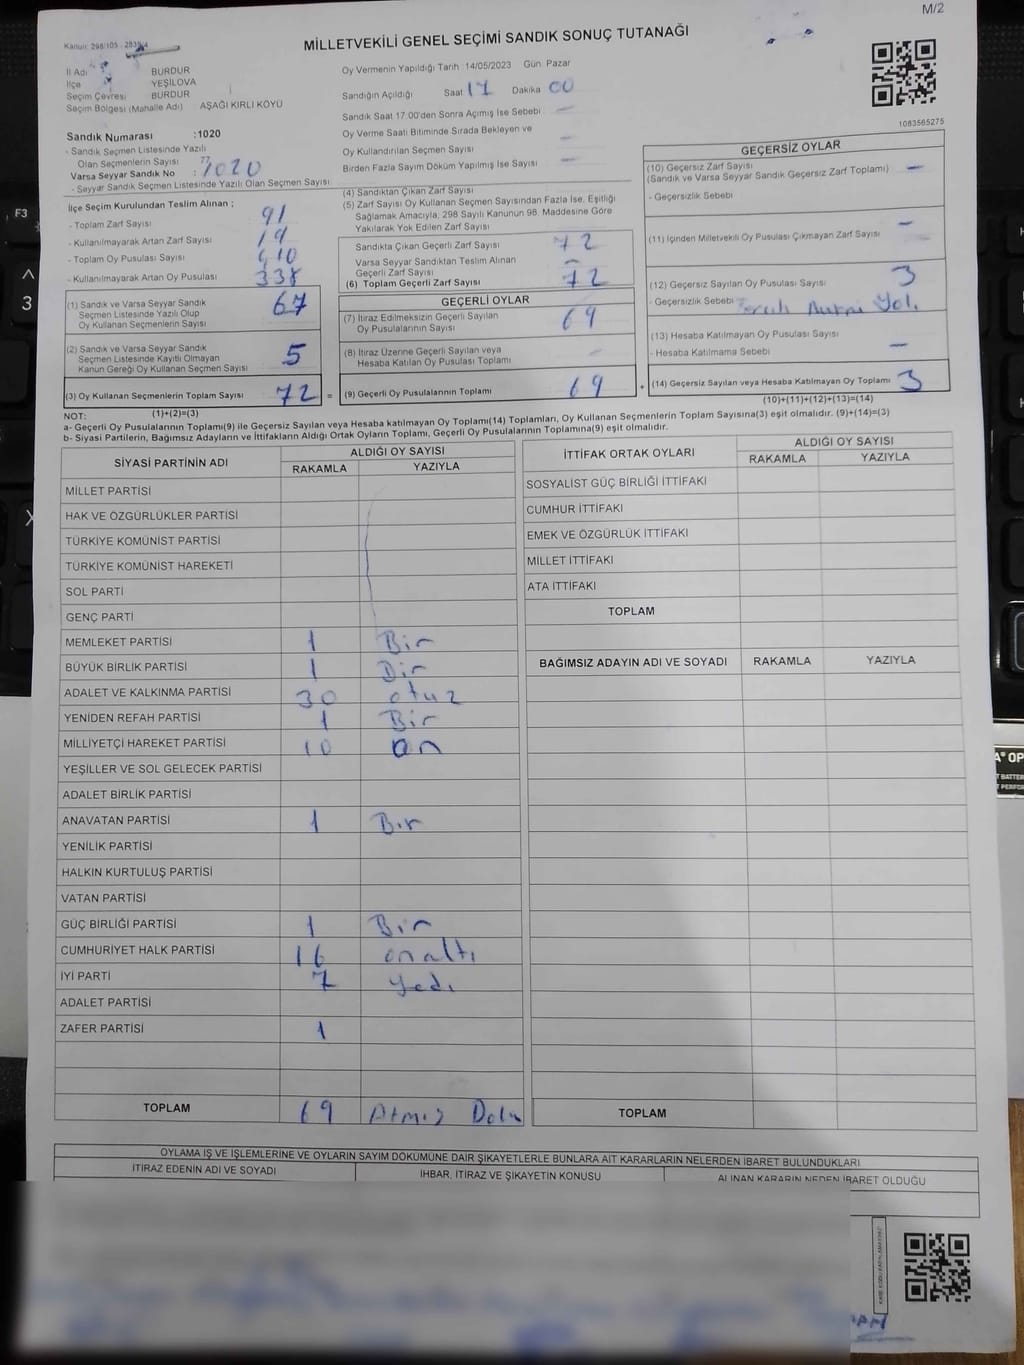 M/2
Kanun: 298/105 - 2839/4
MİLLETVEKİLİ GENEL SEÇİMİ SANDIK SONUÇ TUTANAĞI
İl Adı BURDUR
İlçe YEŞİLOVA
Seçim Çevresi BURDUR
Seçim Bölgesi (Mahalle Adı) AŞAĞI KIRLI KÖYÜ
Sandık Numarası :1020
- Sandık Seçmen Listesinde Yazılı
Olan Seçmenlerin Sayısı 77
Varsa Seyyar Sandık No : 1020
- Seyyar Sandık Seçmen Listesinde Yazılı Olan Seçmen Sayısı
Oy Vermenin Yapıldığı Tarih 14/05/2023 Gün: Pazar
Sandığın Açıldığı Saat 17 Dakika 00
Sandık Saat 17.00'den Sonra Açımış İse Sebebi —
Oy Verme Saati Bitiminde Sırada Bekleyen ve
Oy Kullandırılan Seçmen Sayısı —
Birden Fazla Sayım Döküm Yapılmış İse Sayısı —
1083565275
İlçe Seçim Kurulundan Teslim Alınan ;
- Toplam Zarf Sayısı 91
- Kullanılmayarak Artan Zarf Sayısı 19
- Toplam Oy Pusulası Sayısı 410
- Kullanılmayarak Artan Oy Pusulası 338
(1) Sandık ve Varsa Seyyar Sandık
Seçmen Listesinde Yazılı Olup
Oy Kullanan Seçmenlerin Sayısı 67
(2) Sandık ve Varsa Seyyar Sandık
Seçmen Listesinde Kayıtlı Olmayan
Kanun Gereği Oy Kullanan Seçmen Sayısı 5
(3) Oy Kullanan Seçmenlerin Toplam Sayısı 72 =
(1)+(2)=(3)
(4) Sandıktan Çıkan Zarf Sayısı
(5) Zarf Sayısı Oy Kullanan Seçmen Sayısından Fazla İse, Eşitliği
Sağlamak Amacıyla, 298 Sayılı Kanunun 98. Maddesine Göre
Yakılarak Yok Edilen Zarf Sayısı
Sandıkta Çıkan Geçerli Zarf Sayısı 72
Varsa Seyyar Sandıktan Teslim Alınan
Geçerli Zarf Sayısı —
(6) Toplam Geçerli Zarf Sayısı 72
GEÇERLİ OYLAR
(7) İtiraz Edilmeksizin Geçerli Sayılan
Oy Pusulalarının Sayısı 69
(8) İtiraz Üzerine Geçerli Sayılan veya
Hesaba Katılan Oy Pusulası Toplamı —
(9) Geçerli Oy Pusulalarının Toplamı 69 +
GEÇERSİZ OYLAR
(10) Geçersiz Zarf Sayısı
(Sandık ve Varsa Seyyar Sandık Geçersiz Zarf Toplamı) —
- Geçersizlik Sebebi
(11) İçinden Milletvekili Oy Pusulası Çıkmayan Zarf Sayısı —
(12) Geçersiz Sayılan Oy Pusulası Sayısı 3
- Geçersizlik Sebebi
(13) Hesaba Katılmayan Oy Pusulası Sayısı
- Hesaba Katılmama Sebebi —
(14) Geçersiz Sayılan veya Hesaba Katılmayan Oy Toplamı 3
(10)+(11)+(12)+(13)=(14)
NOT:
a- Geçerli Oy Pusulalarının Toplamı(9) ile Geçersiz Sayılan veya Hesaba katılmayan Oy Toplamı(14) Toplamları, Oy Kullanan Seçmenlerin Toplam Sayısına(3) eşit olmalıdır. (9)+(14)=(3)
b- Siyasi Partilerin, Bağımsız Adayların ve İttifakların Aldığı Ortak Oyların Toplamı, Geçerli Oy Pusulalarının Toplamına(9) eşit olmalıdır.
SİYASİ PARTİNİN ADI ALDIĞI OY SAYISI
RAKAMLA YAZIYLA
MİLLET PARTİSİ
HAK VE ÖZGÜRLÜKLER PARTİSİ
TÜRKİYE KOMÜNİST PARTİSİ
TÜRKİYE KOMÜNİST HAREKETİ
SOL PARTİ
GENÇ PARTİ
MEMLEKET PARTİSİ 1 Bir
BÜYÜK BİRLİK PARTİSİ 1 Bir
ADALET VE KALKINMA PARTİSİ 30 otuz
YENİDEN REFAH PARTİSİ 1 Bir
MİLLİYETÇİ HAREKET PARTİSİ 10 on
YEŞİLLER VE SOL GELECEK PARTİSİ
ADALET BİRLİK PARTİSİ
ANAVATAN PARTİSİ 1 Bir
YENİLİK PARTİSİ
HALKIN KURTULUŞ PARTİSİ
VATAN PARTİSİ
GÜÇ BİRLİĞİ PARTİSİ 1 Bir
CUMHURİYET HALK PARTİSİ 16 onaltı
İYİ PARTİ 7 Yedi
ADALET PARTİSİ
ZAFER PARTİSİ 1
TOPLAM 69 Atmış Dokuz
İTTİFAK ORTAK OYLARI ALDIĞI OY SAYISI
RAKAMLA YAZIYLA
SOSYALİST GÜÇ BİRLİĞİ İTTİFAKI
CUMHUR İTTİFAKI
EMEK VE ÖZGÜRLÜK İTTİFAKI
MİLLET İTTİFAKI
ATA İTTİFAKI
TOPLAM
BAĞIMSIZ ADAYIN ADI VE SOYADI RAKAMLA YAZIYLA
TOPLAM
OYLAMA İŞ VE İŞLEMLERİNE VE OYLARIN SAYIM DÖKÜMÜNE DAİR ŞİKAYETLERLE BUNLARA AİT KARARLARIN NELERDEN İBARET BULUNDUKLARI
İTİRAZ EDENİN ADI VE SOYADI İHBAR, İTİRAZ VE ŞİKAYETİN KONUSU ALINAN KARARIN NEDEN İBARET OLDUĞU